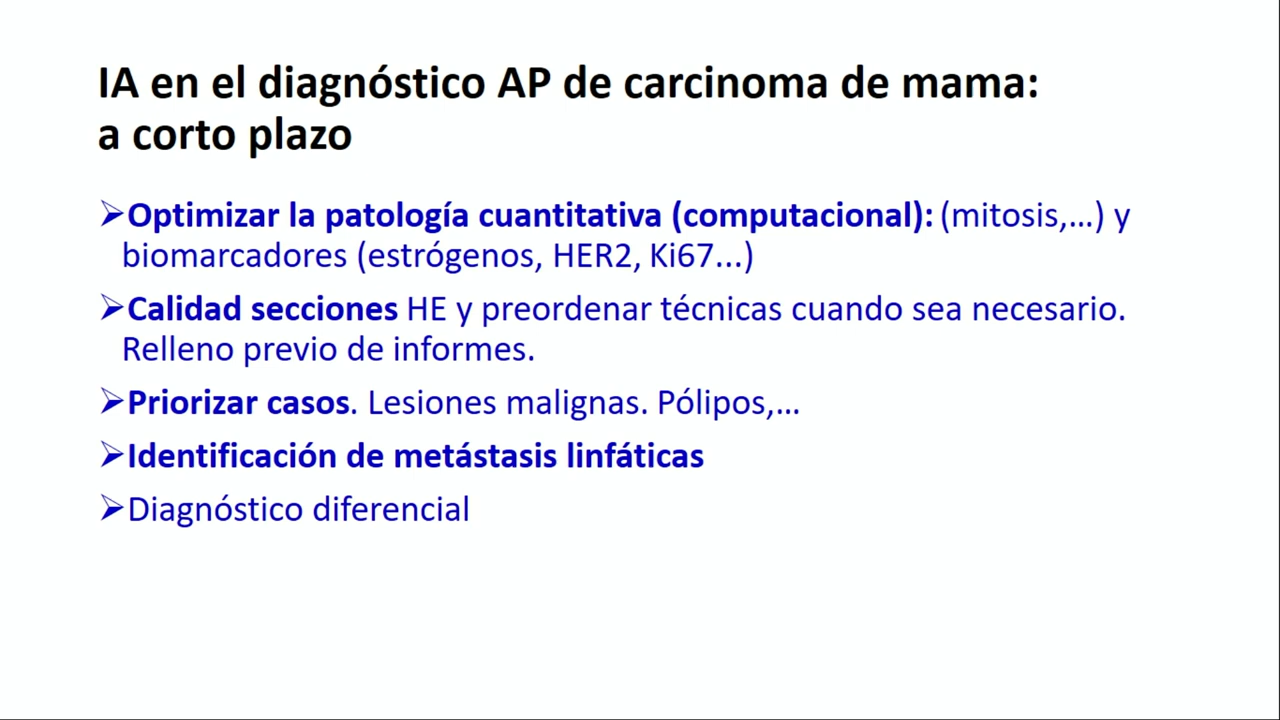 IA en el diagnóstico AP de carcinoma de mama:
a corto plazo
➢Optimizar la patología cuantitativa (computacional): (mitosis,...) y
biomarcadores (estrógenos, HER2, Ki67...)
➢Calidad secciones HE y preordenar técnicas cuando sea necesario.
Relleno previo de informes.
➢Priorizar casos. Lesiones malignas. Pólipos,...
➢Identificación de metástasis linfáticas
➢Diagnóstico diferencial